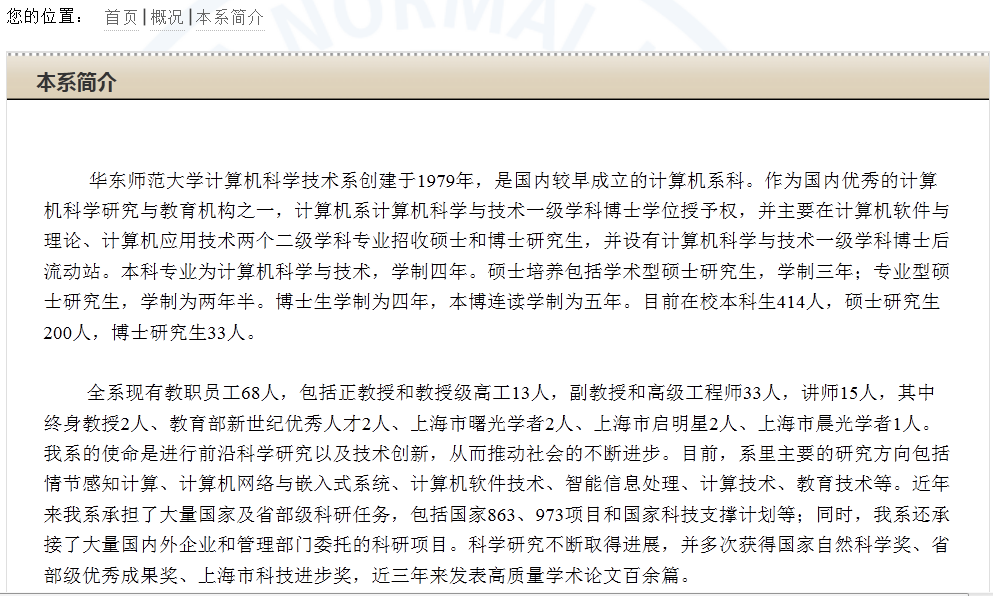 您的位置： 首页 | 概况 | 本系简介
NORMAL
本系简介
华东师范大学计算机科学技术系创建于1979年，是国内较早成立的计算机系科。作为国内优秀的计算
机科学研究与教育机构之一，计算机系计算机科学与技术一级学科博士学位授予权，并主要在计算机软件与
理论、计算机应用技术两个二级学科专业招收硕士和博士研究生，并设有计算机科学与技术一级学科博士后
流动站。本科专业为计算机科学与技术，学制四年。硕士培养包括学术型硕士研究生，学制三年；专业型硕
士研究生，学制为两年半。博士生学制为四年，本博连读学制为五年。目前在校本科生414人，硕士研究生
200人，博士研究生33人。
全系现有教职员工68人，包括正教授和教授级高工13人，副教授和高级工程师33人，讲师15人，其中
终身教授2人、教育部新世纪优秀人才2人、上海市曙光学者2人、上海市启明星2人、上海市晨光学者1人。
我系的使命是进行前沿科学研究以及技术创新，从而推动社会的不断进步。目前，系里主要的研究方向包括
情节感知计算、计算机网络与嵌入式系统、计算机软件技术、智能信息处理、计算技术、教育技术等。近年
来我系承担了大量国家及省部级科研任务，包括国家863、973项目和国家科技支撑计划等；同时，我系还承
接了大量国内外企业和管理部门委托的科研项目。科学研究不断取得进展，并多次获得国家自然科学奖、省
部级优秀成果奖、上海市科技进步奖，近三年来发表高质量学术论文百余篇。